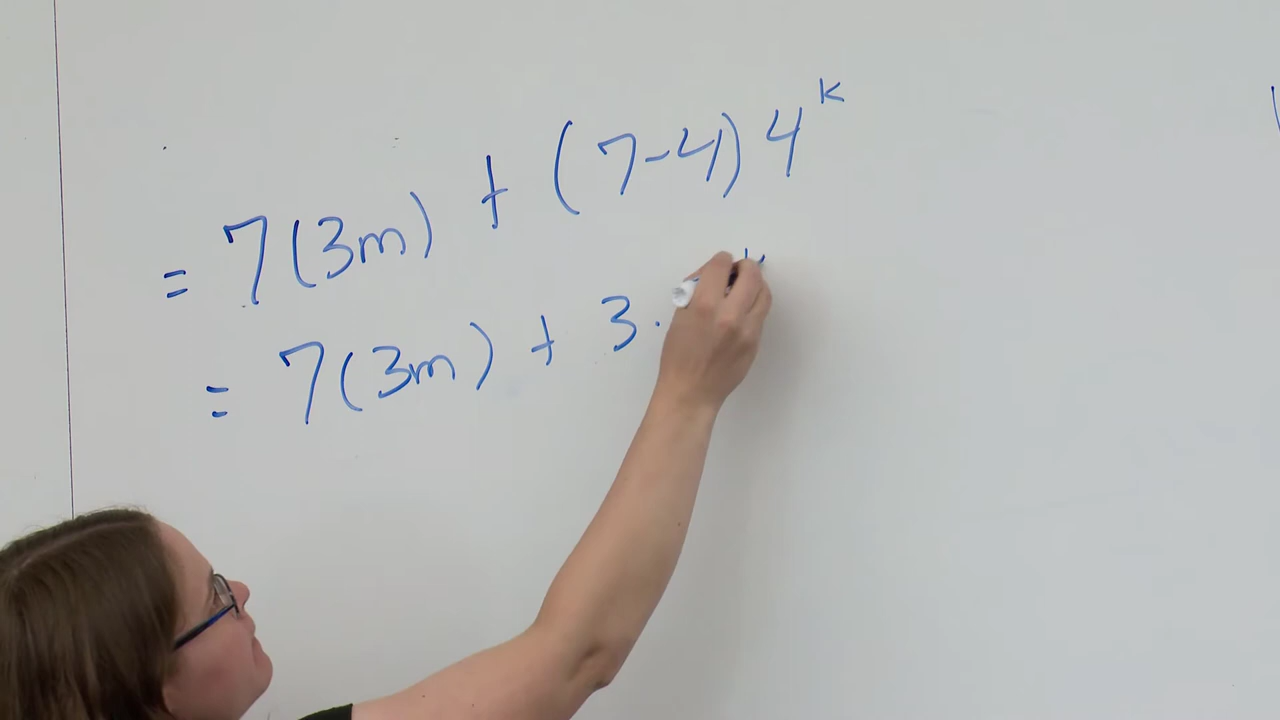 = 7(3m) + (7-4) 4^k
= 7(3m) + 3 ·